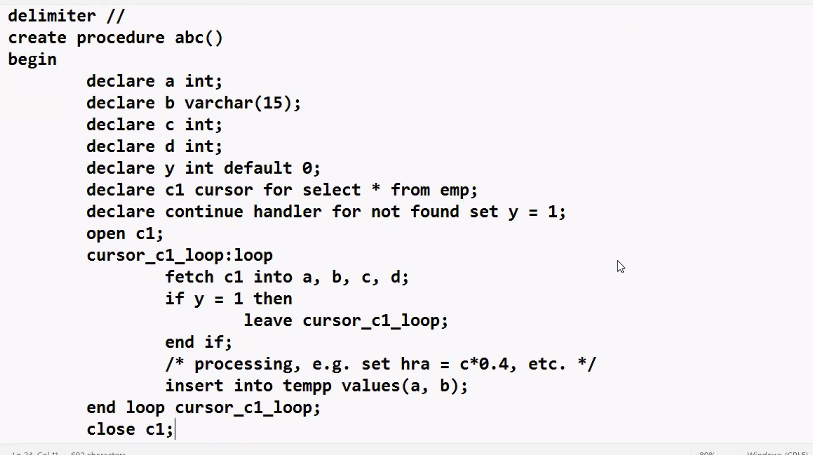 delimiter //
create procedure abc()
begin
declare a int;
declare b varchar(15);
declare c int;
declare d int;
declare y int default 0;
declare c1 cursor for select * from emp;
declare continue handler for not found set y = 1;
open c1;
cursor_c1_loop:loop
fetch c1 into a, b, c, d;
if y = 1 then
leave cursor_c1_loop;
end if;
/* processing, e.g. set hra = c*0.4, etc. */
insert into tempp values(a, b);
end loop cursor_c1_loop;
close c1;